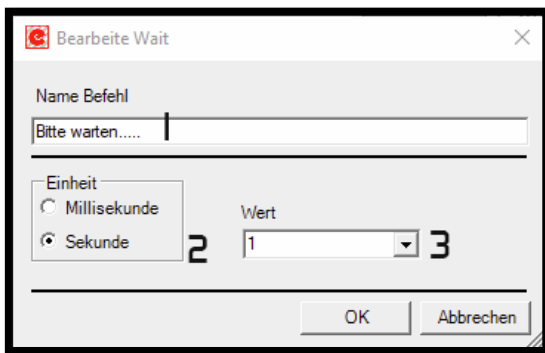 Bearbeite Wait
Name Befehl
Bitte warten.....
1
Einheit
Millisekunde
Sekunde
2
Wert
1
3
OK
Abbrechen